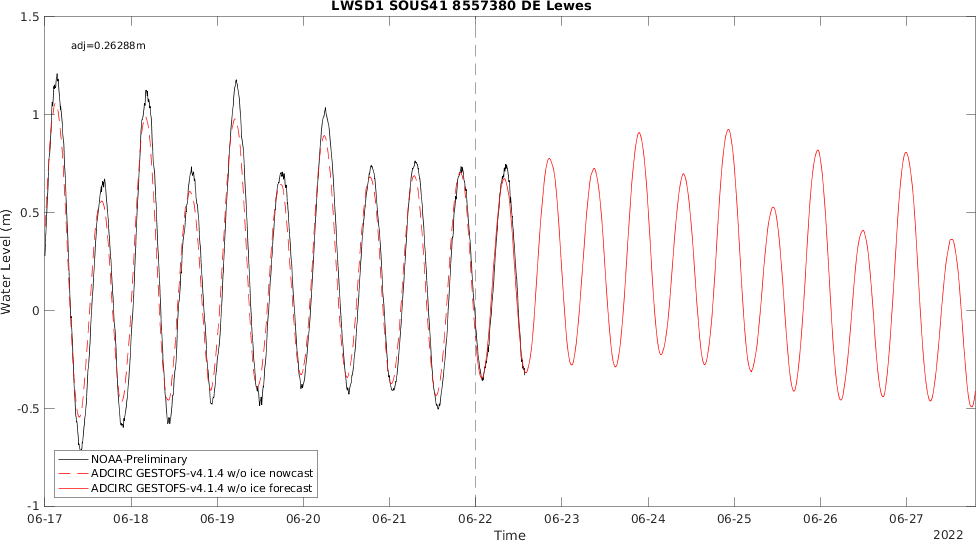 LWSD1 SOUS41 8557380 DE Lewes
adj=0.26288m
1.5
1
0.5
0
-0.5
-1
Water Level (m)
NOAA-Preliminary
ADCIRC GESTOFS-v4.1.4 w/o ice nowcast
ADCIRC GESTOFS-v4.1.4 w/o ice forecast
06-17 06-18 06-19 06-20 06-21 06-22 06-23 06-24 06-25 06-26 06-27
Time
2022